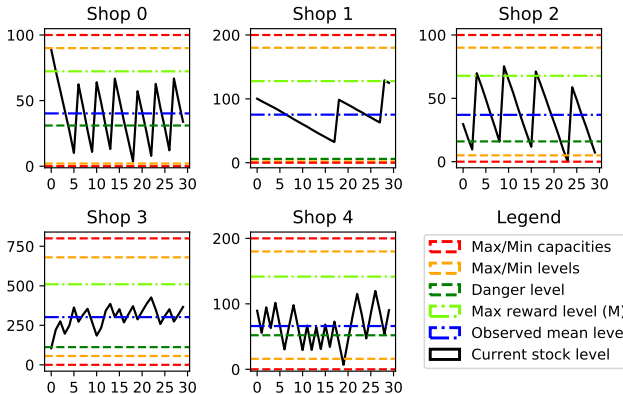 Shop 0
Shop 1
Shop 2
100
50
0
0 5 10 15 20 25 30
200
100
0
0 5 10 15 20 25 30
100
50
0
0 5 10 15 20 25 30
Shop 3
Shop 4
Legend
750
500
250
0
0 5 10 15 20 25 30
200
100
0
0 5 10 15 20 25 30
Max/Min capacities
Max/Min levels
Danger level
Max reward level (M)
Observed mean level
Current stock level